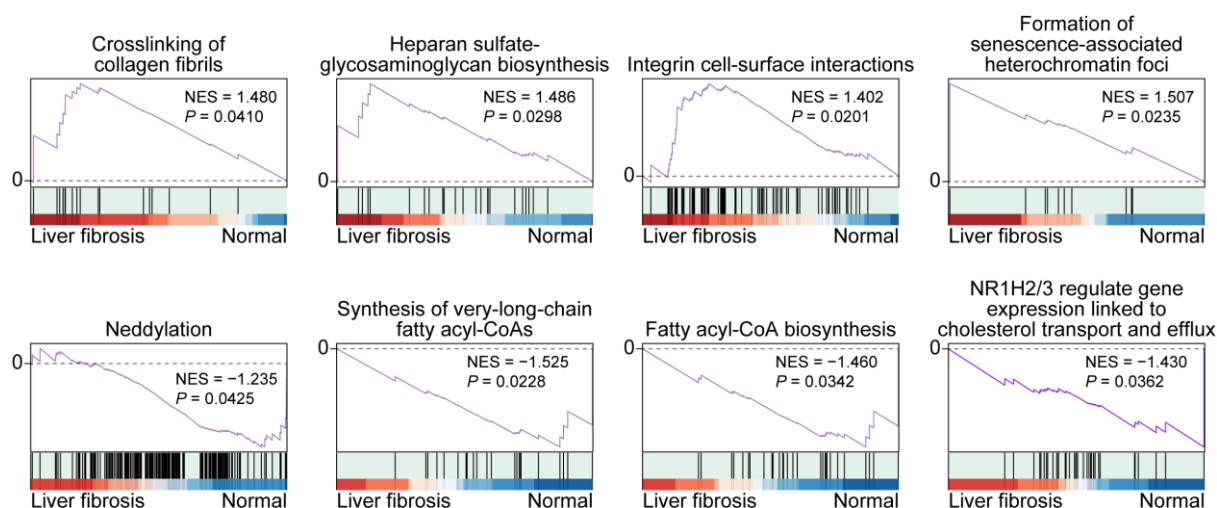 Crosslinking of
collagen fibrils
NES = 1.480
P = 0.0410
0
Liver fibrosis Normal
Heparan sulfate-
glycosaminoglycan biosynthesis
NES = 1.486
P = 0.0298
0
Liver fibrosis Normal
Integrin cell-surface interactions
NES = 1.402
P = 0.0201
0
Liver fibrosis Normal
Formation of
senescence-associated
heterochromatin foci
NES = 1.507
P = 0.0235
0
Liver fibrosis Normal
Neddylation
0
NES = −1.235
P = 0.0425
Liver fibrosis Normal
Synthesis of very-long-chain
fatty acyl-CoAs
0
NES = −1.525
P = 0.0228
Liver fibrosis Normal
Fatty acyl-CoA biosynthesis
0
NES = −1.460
P = 0.0342
Liver fibrosis Normal
NR1H2/3 regulate gene
expression linked to
cholesterol transport and efflux
0
NES = −1.430
P = 0.0362
Liver fibrosis Normal